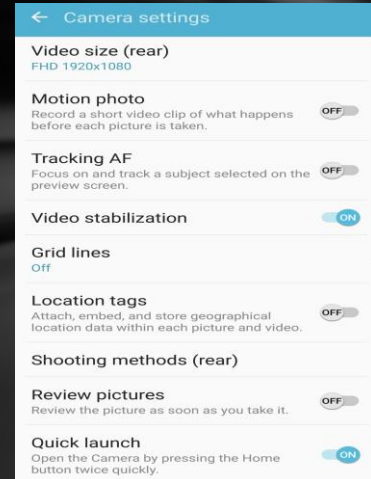 ← Camera settings
Video size (rear)
FHD 1920x1080
Motion photo
Record a short video clip of what happens
before each picture is taken.
OFF
Tracking AF
Focus on and track a subject selected on the
preview screen.
OFF
Video stabilization
ON
Grid lines
Off
Location tags
Attach, embed, and store geographical
location data within each picture and video.
OFF
Shooting methods (rear)
Review pictures
Review the picture as soon as you take it.
OFF
Quick launch
Open the Camera by pressing the Home
button twice quickly.
ON